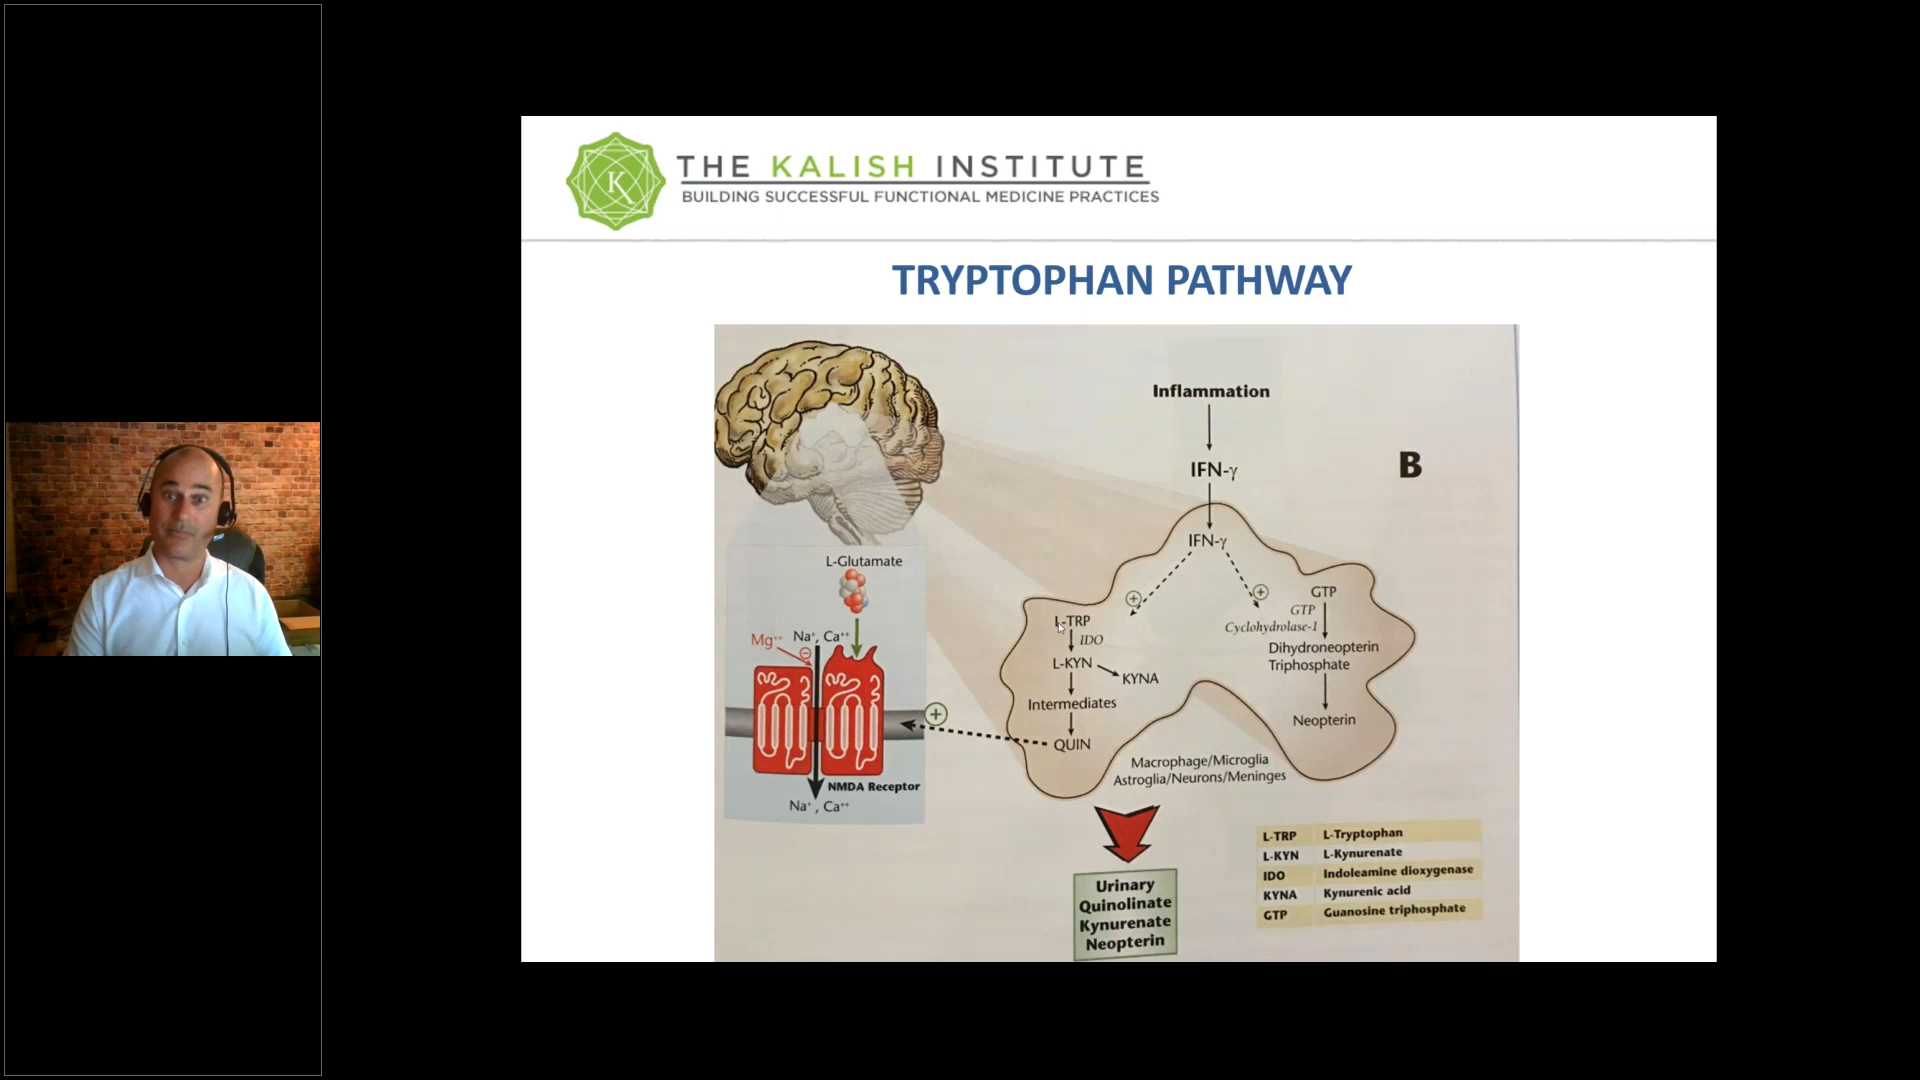 K
THE KALISH INSTITUTE
BUILDING SUCCESSFUL FUNCTIONAL MEDICINE PRACTICES
TRYPTOPHAN PATHWAY
Inflammation
IFN-γ
B
IFN-γ
L-Glutamate
Mg⁺⁺
Na⁺, Ca⁺⁺
NMDA Receptor
Na⁺, Ca⁺⁺
L-TRP
IDO
L-KYN
KYNA
Intermediates
QUIN
GTP
GTP
Cyclohydrolase-1
Dihydroneopterin
Triphosphate
Neopterin
Macrophage/Microglia
Astroglia/Neurons/Meninges
Urinary
Quinolinate
Kynurenate
Neopterin
L-TRP L-Tryptophan
L-KYN L-Kynurenate
IDO Indoleamine dioxygenase
KYNA Kynurenic acid
GTP Guanosine triphosphate